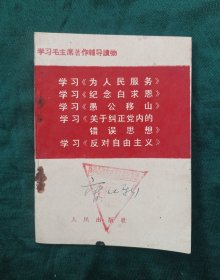 学习毛主席著作輔导讀物
学习《为人民服务》
学习《纪念白求恩》
学习《愚公移山》
学习《关于纠正党内的
错误思想》
学习《反对自由主义》
人民出版社